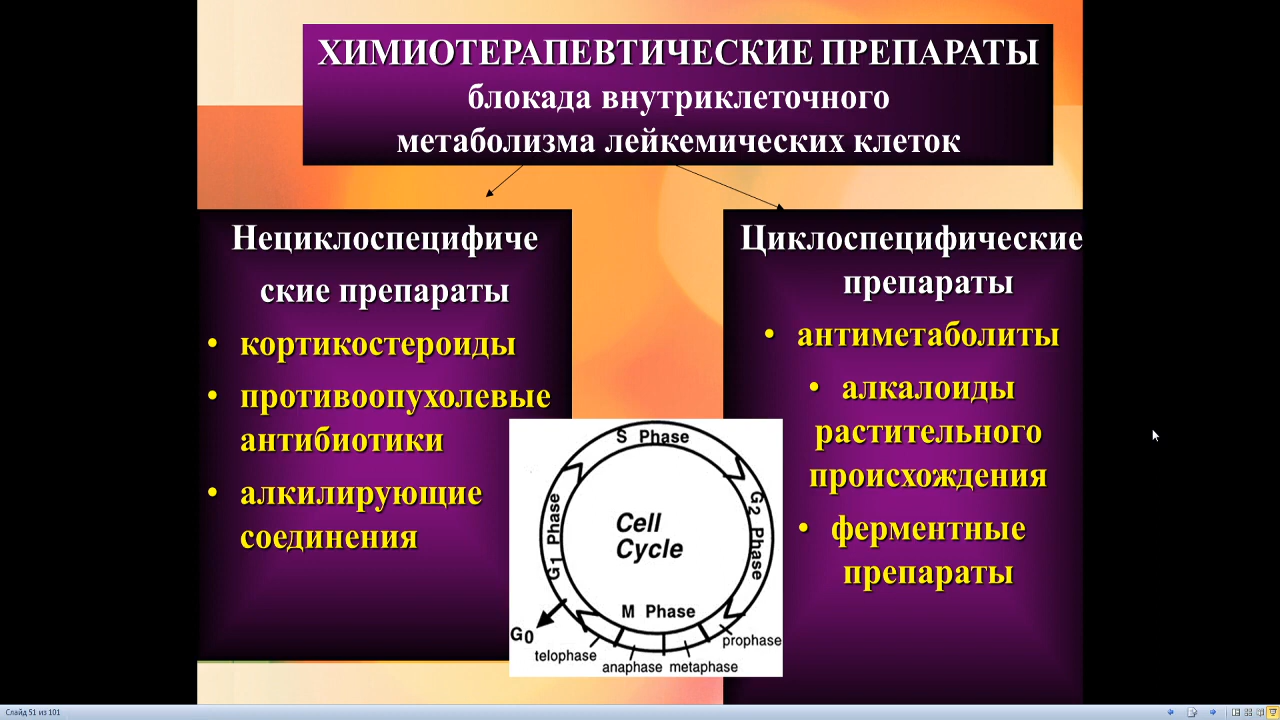 ХИМИОТЕРАПЕВТИЧЕСКИЕ ПРЕПАРАТЫ
блокада внутриклеточного
метаболизма лейкемических клеток
Нециклоспецифиче
ские препараты
• кортикостероиды
• противоопухолевые
антибиотики
• алкилирующие
соединения
Циклоспецифические
препараты
• антиметаболиты
• алкалоиды
растительного
происхождения
• ферментные
препараты
S Phase
G2 Phase
G1 Phase
Cell
Cycle
M Phase
G0
prophase
telophase
anaphase
metaphase
Слайд 51 из 101